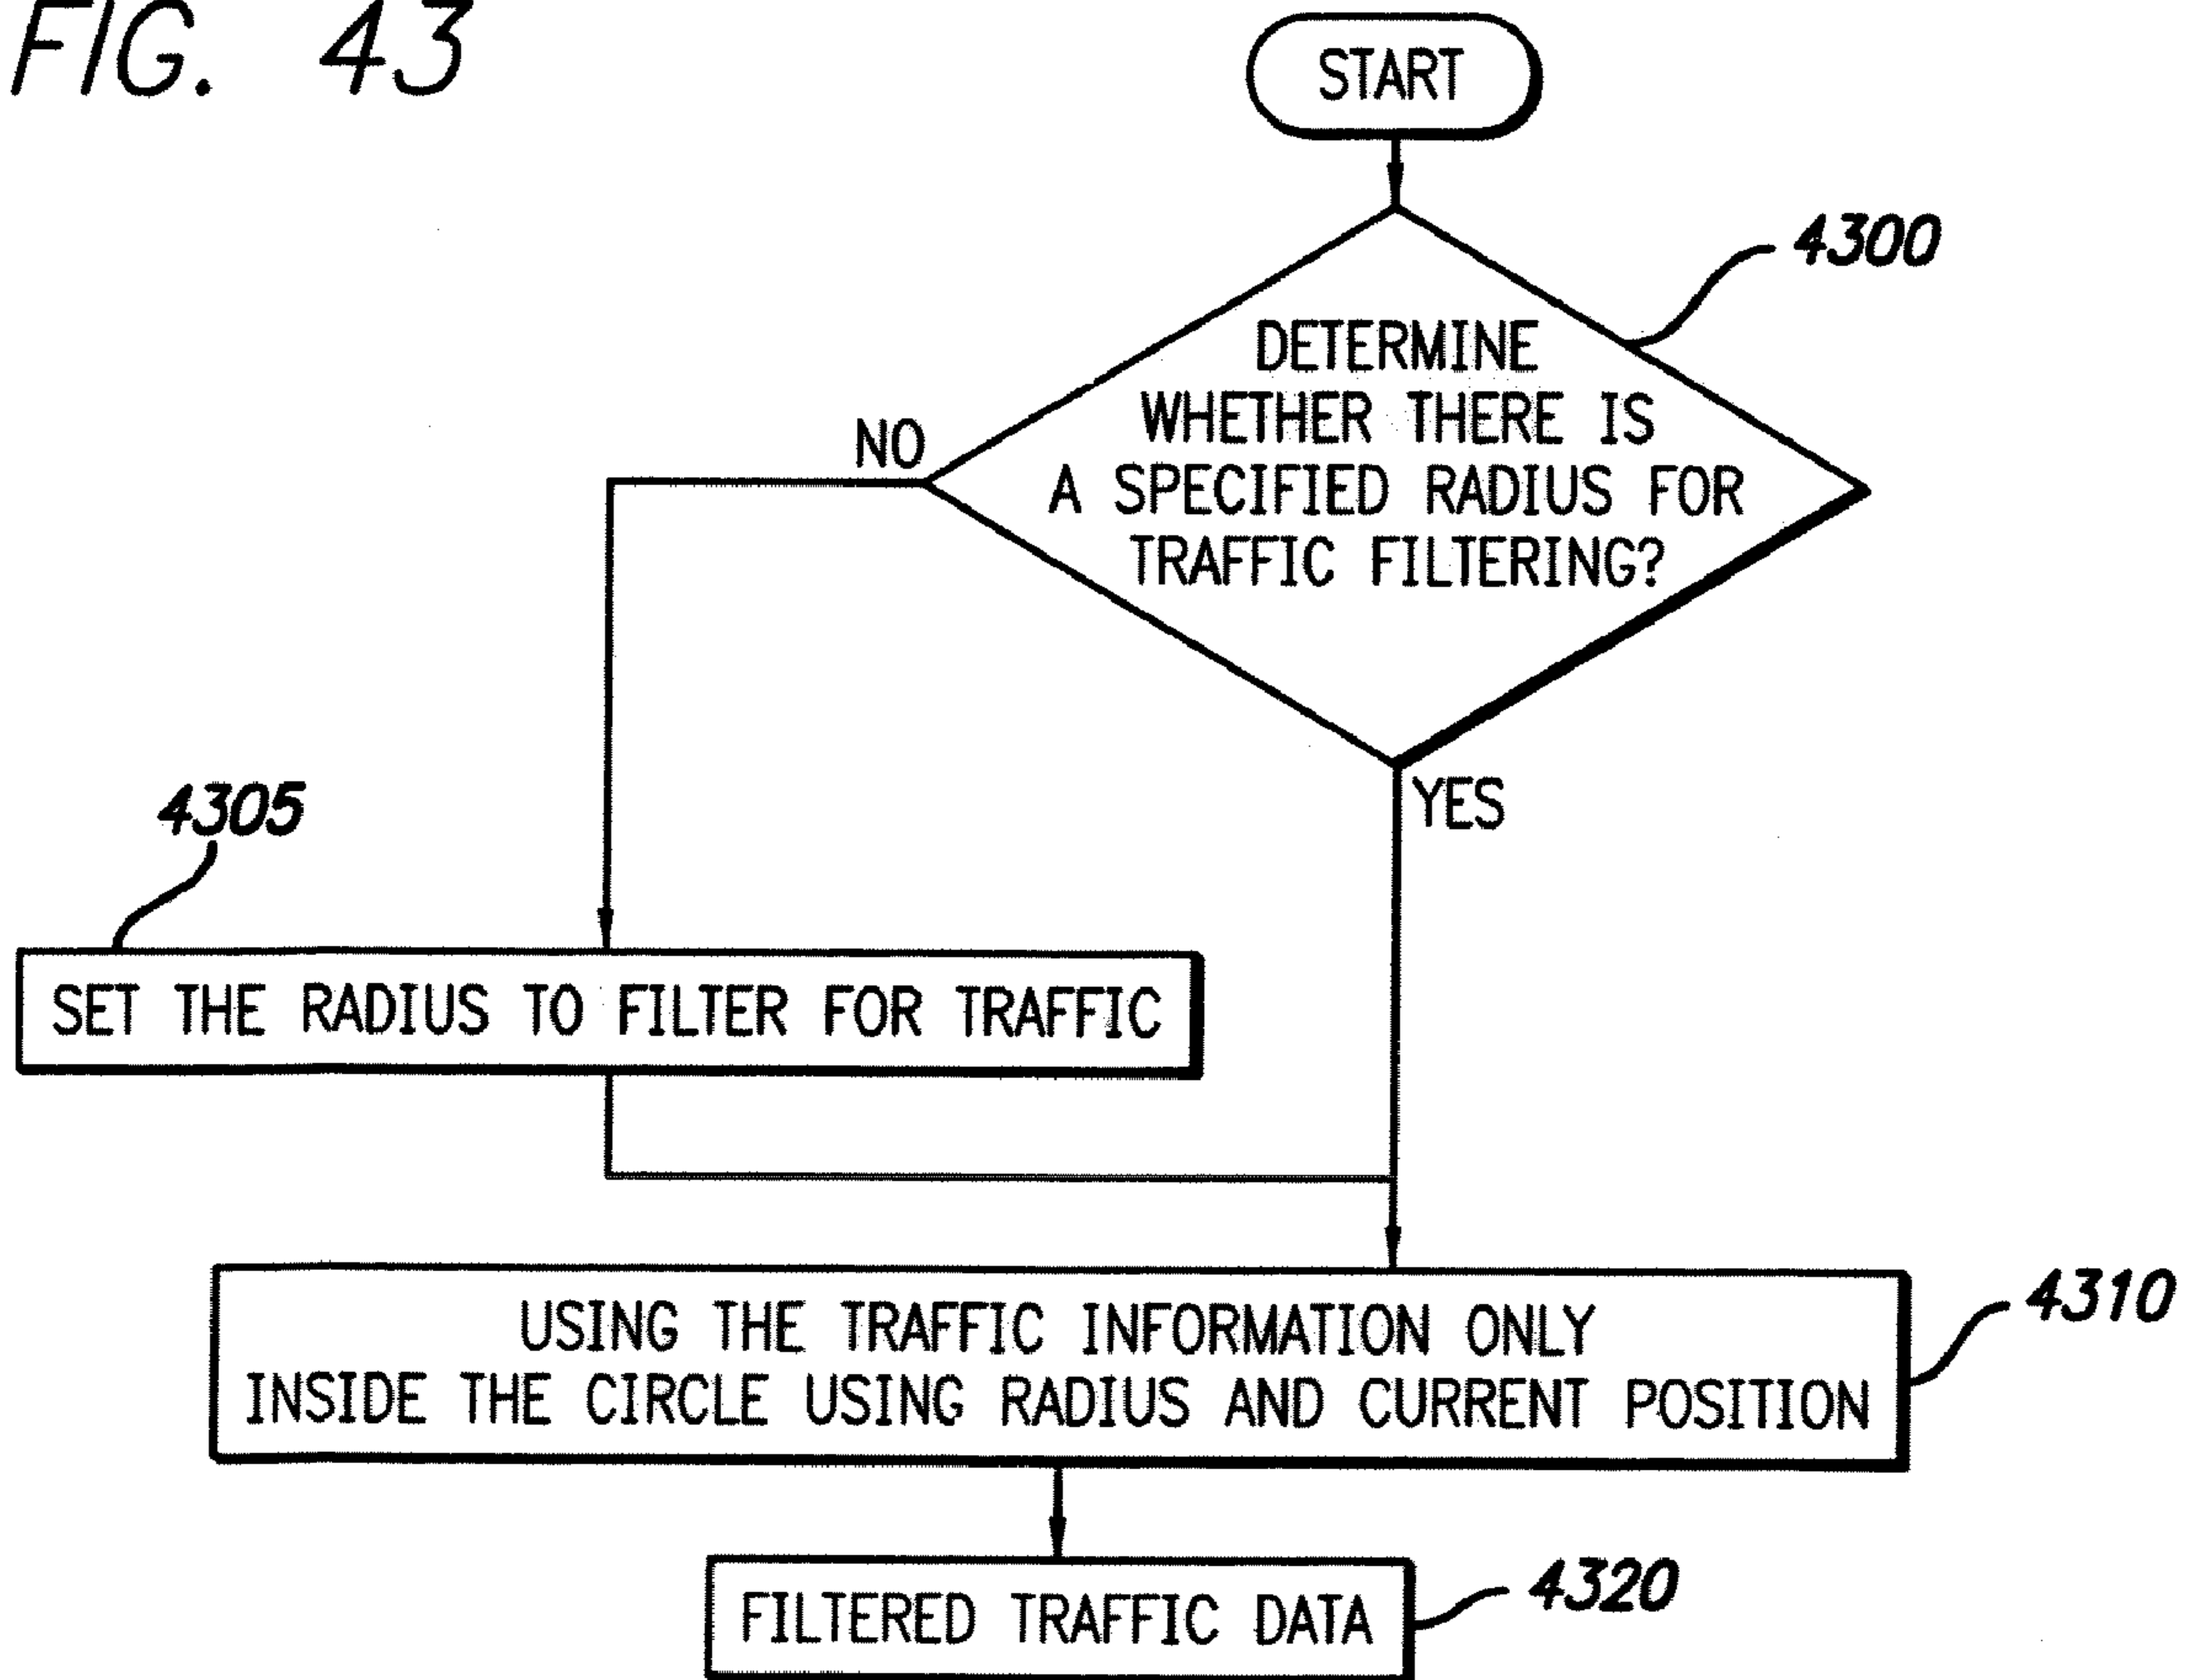 FIG. 43
START
4300
DETERMINE
WHETHER THERE IS
A SPECIFIED RADIUS FOR
TRAFFIC FILTERING?
NO
YES
4305
SET THE RADIUS TO FILTER FOR TRAFFIC
USING THE TRAFFIC INFORMATION ONLY
INSIDE THE CIRCLE USING RADIUS AND CURRENT POSITION
4310
FILTERED TRAFFIC DATA
4320